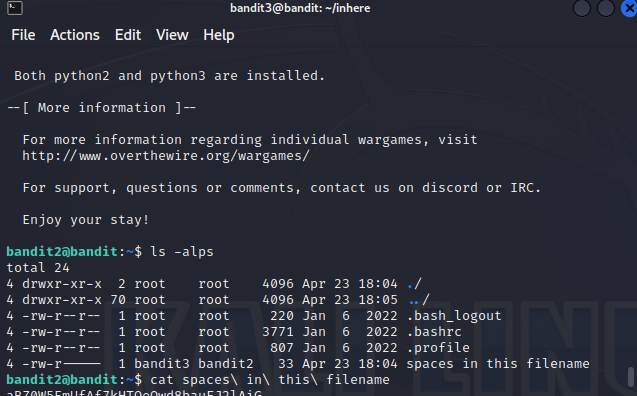 bandit3@bandit: ~/inhere
File Actions Edit View Help
Both python2 and python3 are installed.
--[ More information ]--
For more information regarding individual wargames, visit
http://www.overthewire.org/wargames/
For support, questions or comments, contact us on discord or IRC.
Enjoy your stay!
bandit2@bandit:~$ ls -alps
total 24
4 drwxr-xr-x  2 root    root    4096 Apr 23 18:04 ./
4 drwxr-xr-x 70 root    root    4096 Apr 23 18:05 ../
4 -rw-r--r--  1 root    root     220 Jan  6  2022 .bash_logout
4 -rw-r--r--  1 root    root    3771 Jan  6  2022 .bashrc
4 -rw-r--r--  1 root    root     807 Jan  6  2022 .profile
4 -rw-r-----  1 bandit3 bandit2   33 Apr 23 18:04 spaces in this filename
bandit2@bandit:~$ cat spaces\ in\ this\ filename